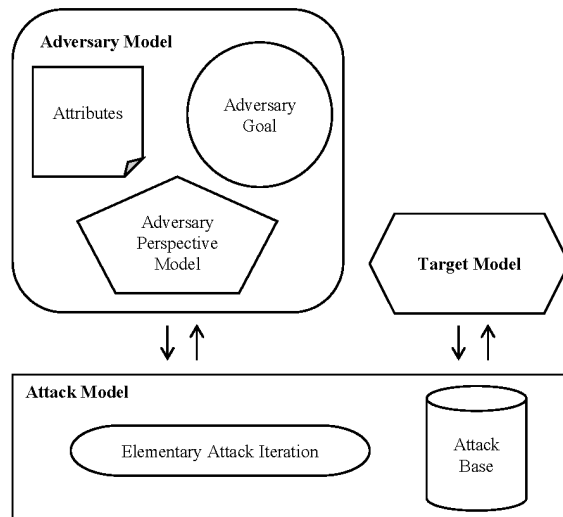 Adversary Model
Attributes
Adversary
Goal
Adversary
Perspective
Model
Target Model
Attack Model
Elementary Attack Iteration
Attack
Base